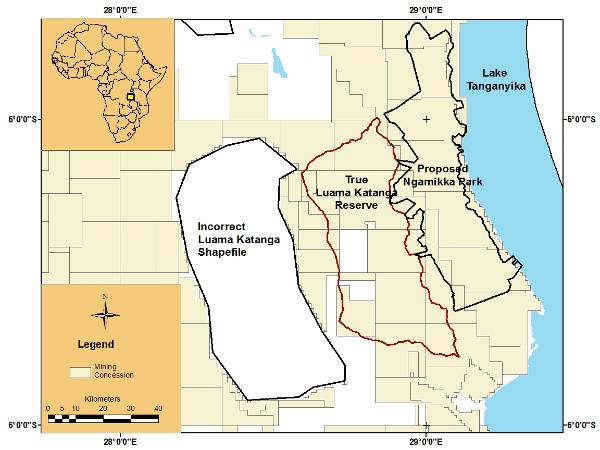 28°0'0"E
29°0'0"E
Lake
Tanganyika
6°0'0"S
6°0'0"S
Proposed
Ngamikka Park
True
Luama Katanga
Reserve
Incorrect
Luama Katanga
Shapefile
N
Legend
Mining
Concession
Kilometers
0 5 10 20 30 40
6°0'0"S
6°0'0"S
28°0'0"E
29°0'0"E